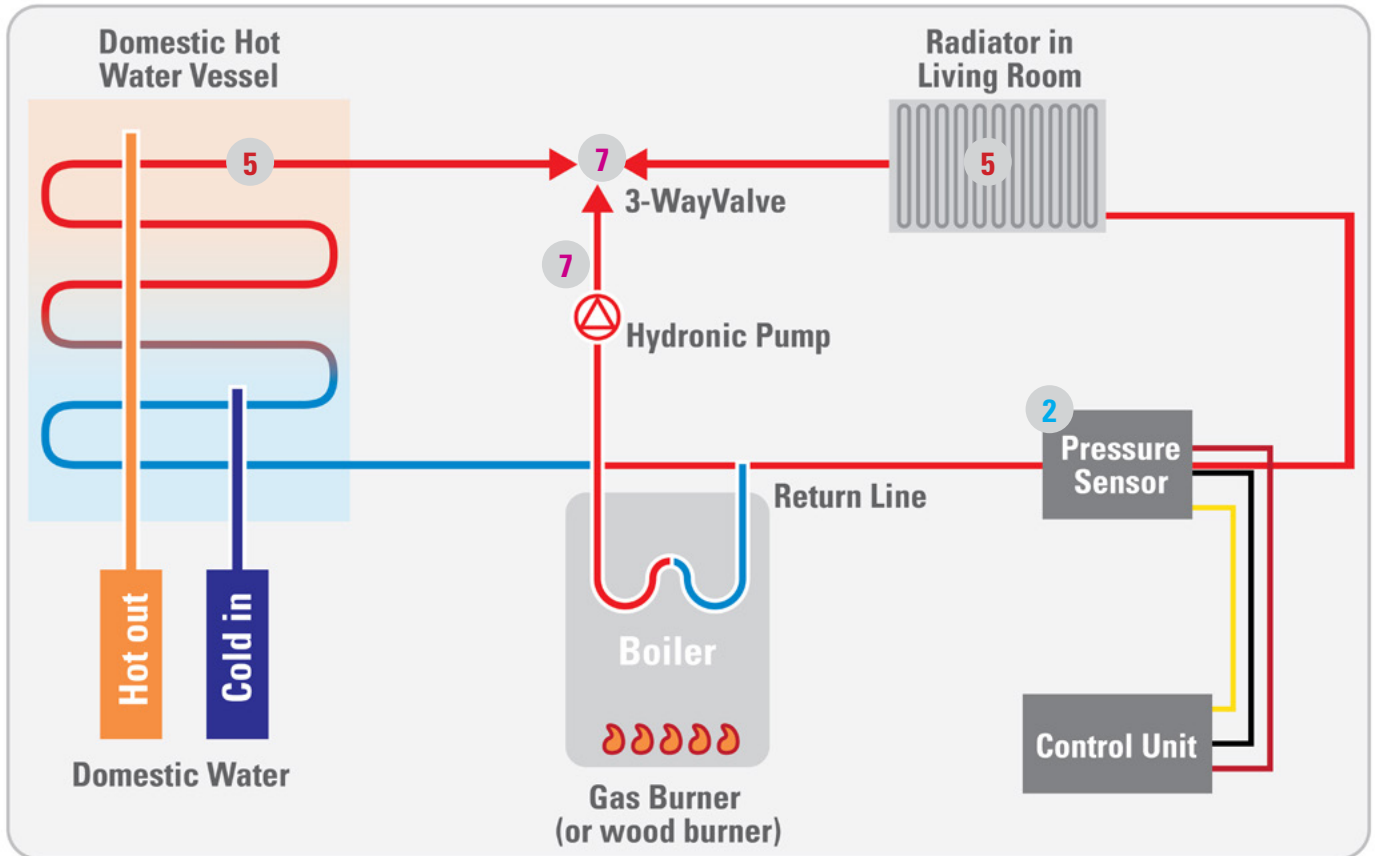 Domestic Hot
Water Vessel
Radiator in
Living Room
5
7
5
3-WayValve
7
Hydronic Pump
2
Pressure
Sensor
Return Line
Hot out
Cold in
Boiler
Control Unit
Domestic Water
Gas Burner
(or wood burner)